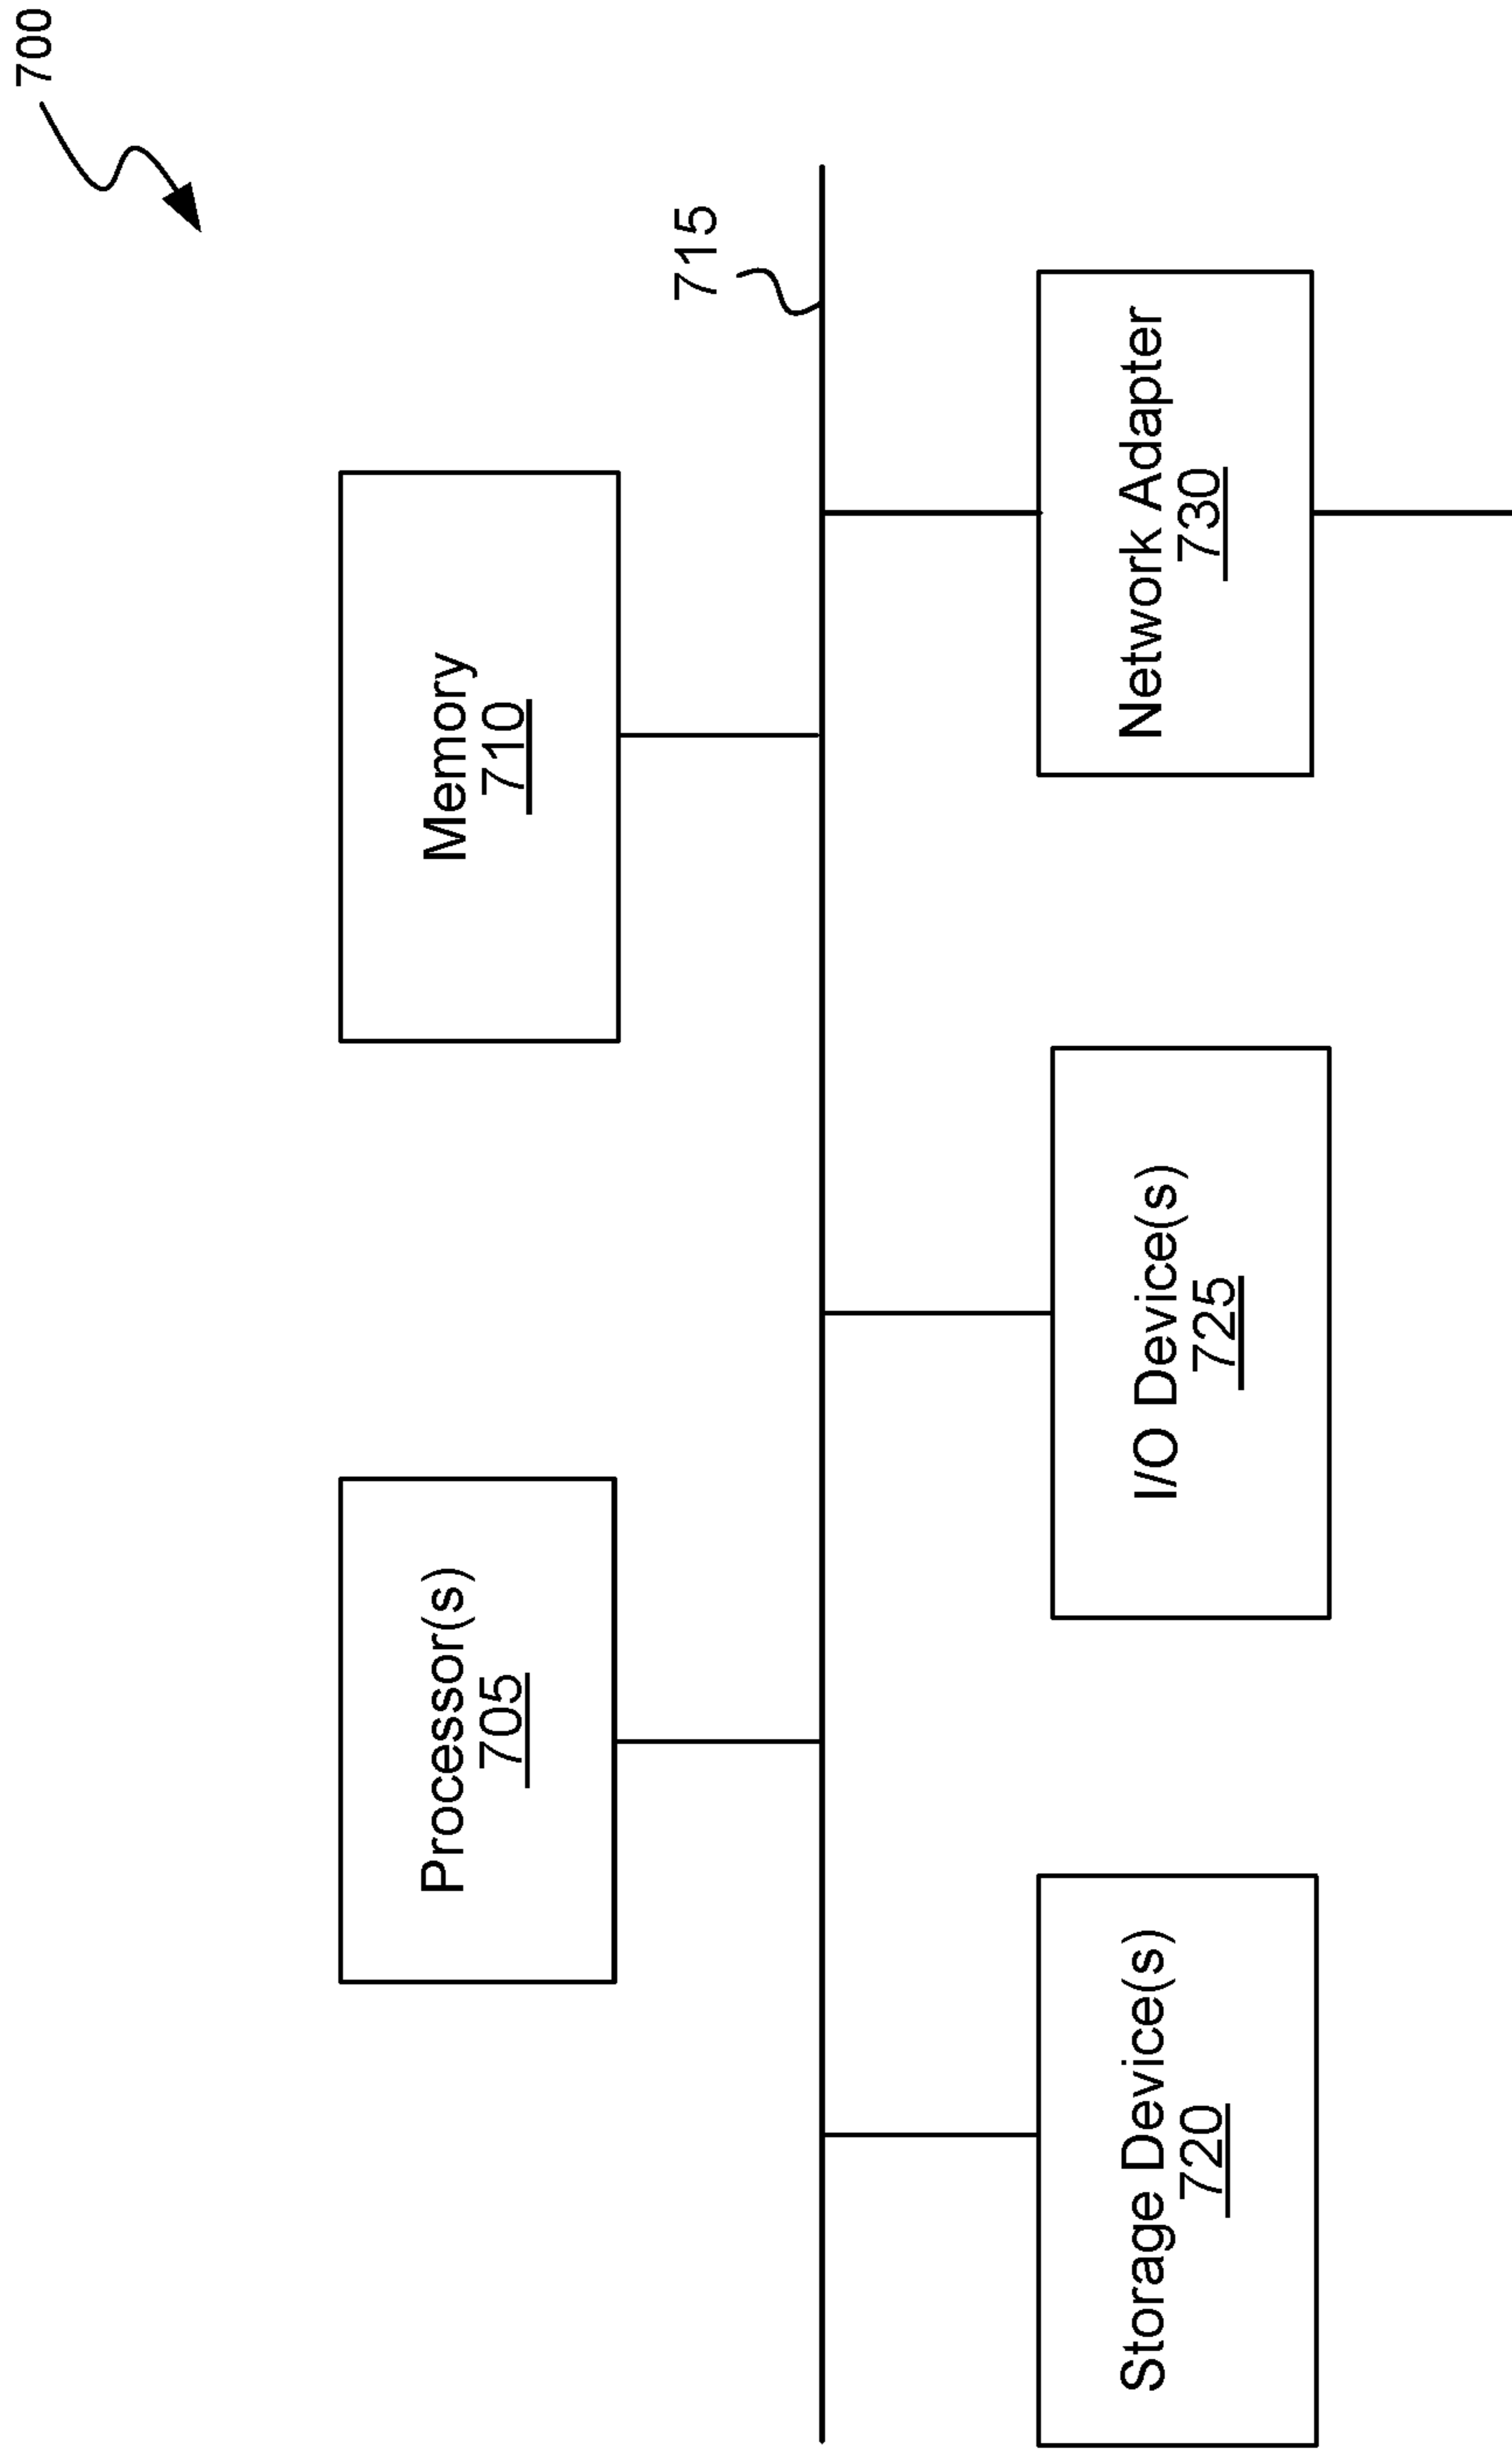 700
Processor(s)
705
Memory
710
715
Storage Device(s)
720
I/O Device(s)
725
Network Adapter
730